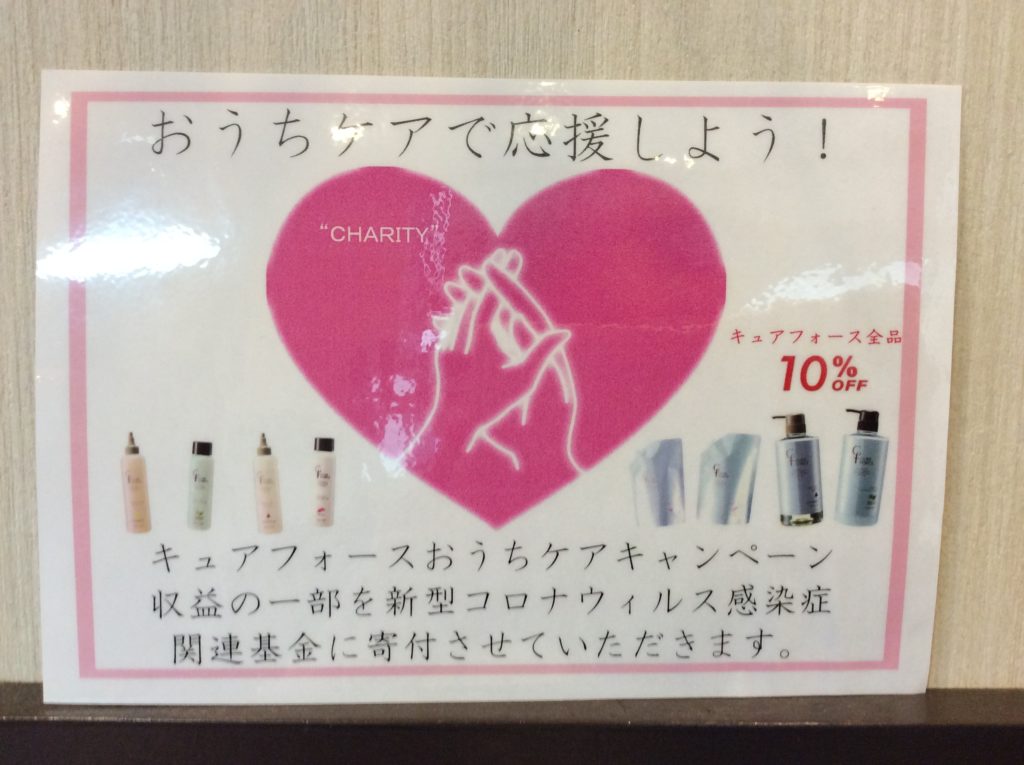 おうちケアで応援しよう！
“CHARITY”
キュアフォース全品
10% OFF
キュアフォースおうちケアキャンペーン
収益の一部を新型コロナウィルス感染症
関連基金に寄付させていただきます。